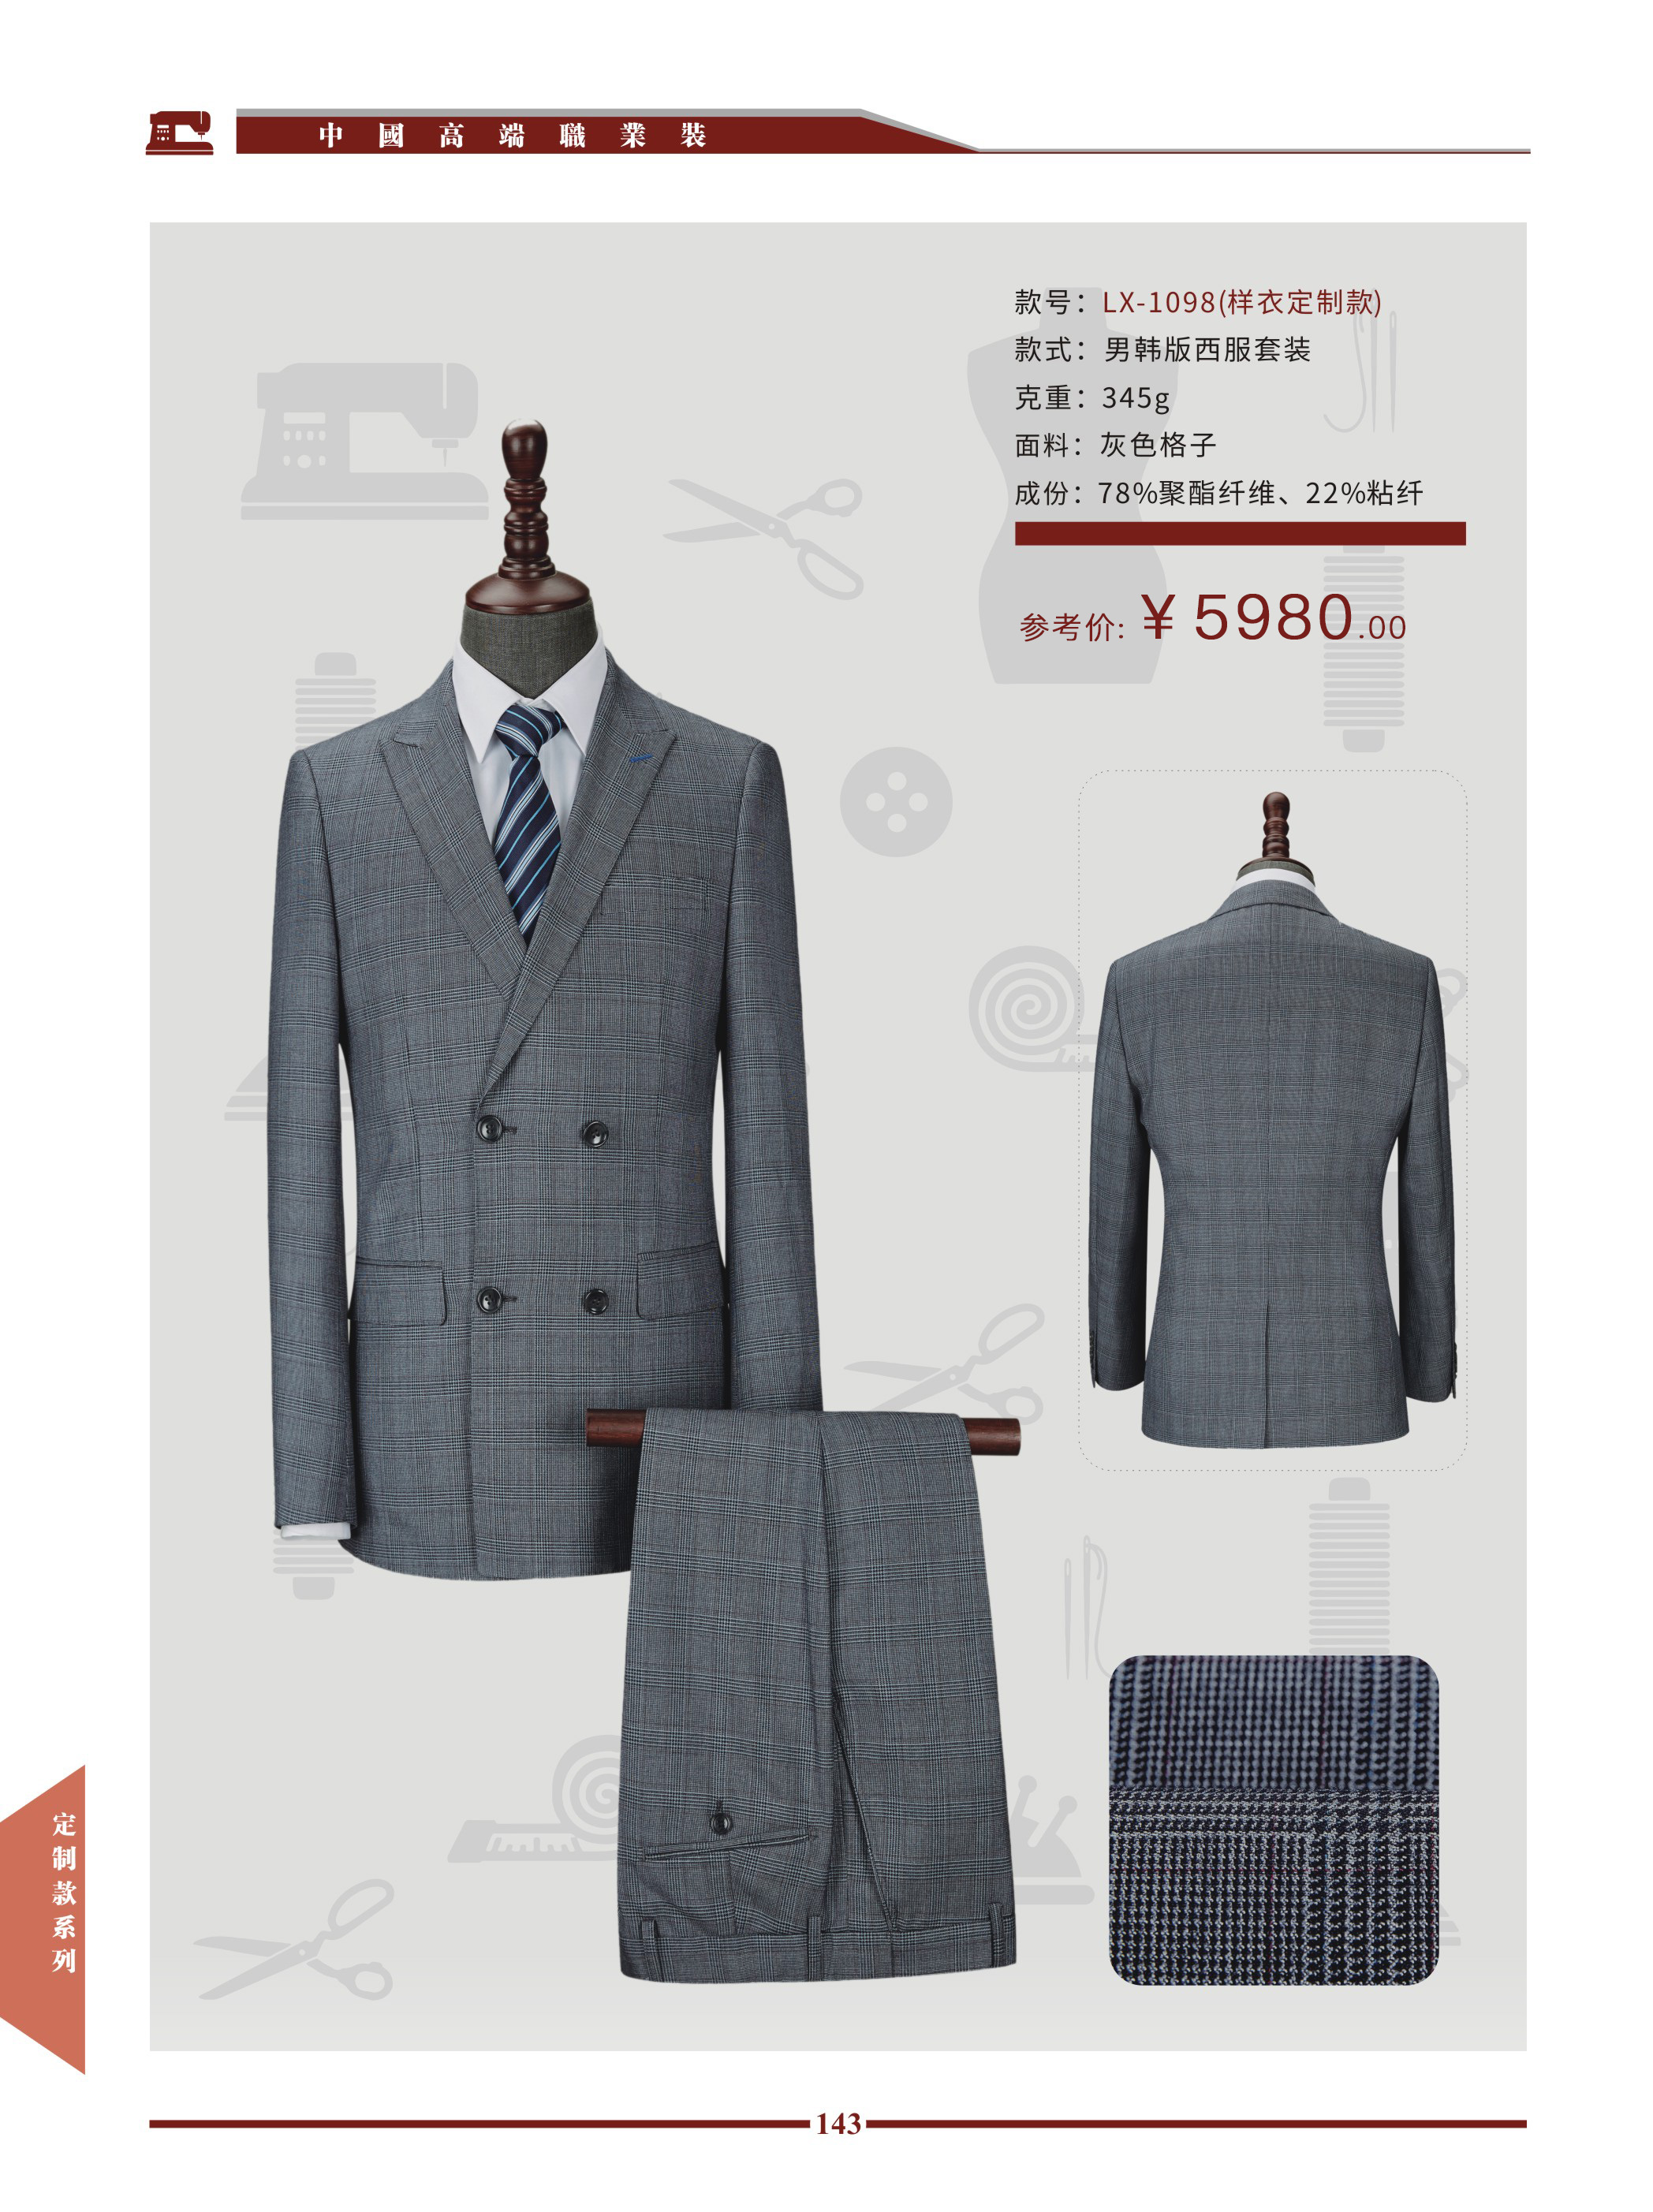 中國高端職業裝
款号：LX-1098(样衣定制款)
款式：男韩版西服套装
克重：345g
面料：灰色格子
成份：78%聚酯纤维、22%粘纤
参考价:￥5980.00
定制款系列
143